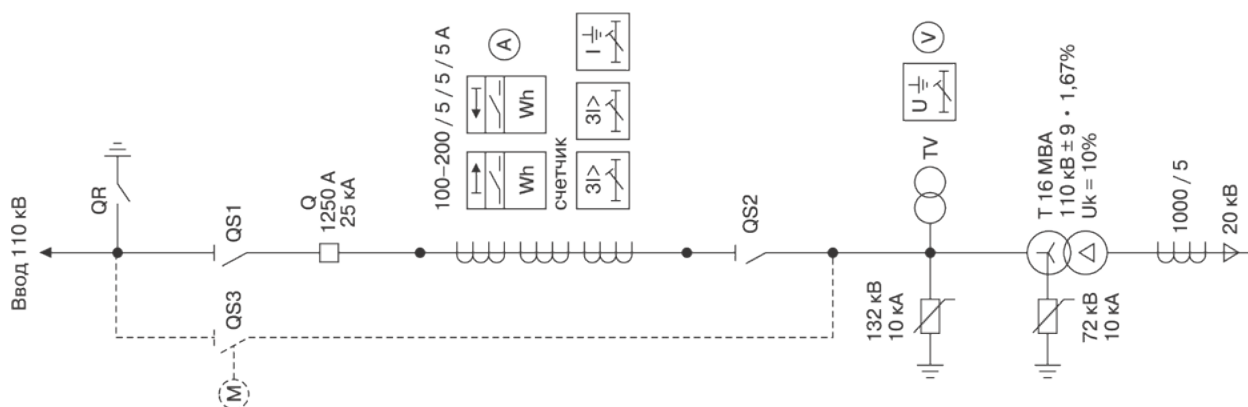 Ввод 110 кВ
QR
QS1
QS3
M
Q
1250 A
25 кА
100–200 / 5 / 5 / 5 A
Wh
Wh
A
счетчик
3I>
3I>
I
QS2
TV
U
V
132 кВ
10 кА
T 16 МВА
110 кВ ± 9 • 1,67%
Uk = 10%
72 кВ
10 кА
1000 / 5
20 кВ